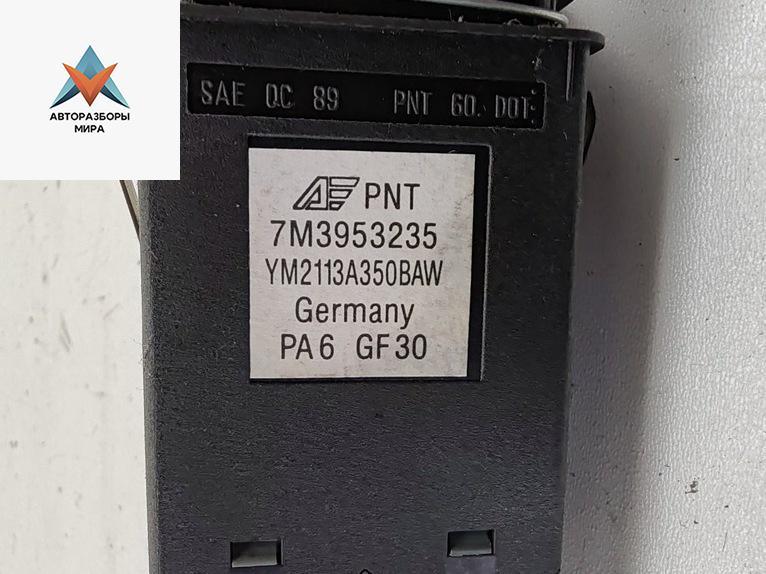 АВТОРАЗБОРЫ
МИРА
SAE QC 89 PNT 60. DOT
PNT
7M3953235
YM2113A350BAW
Germany
PA6 GF30